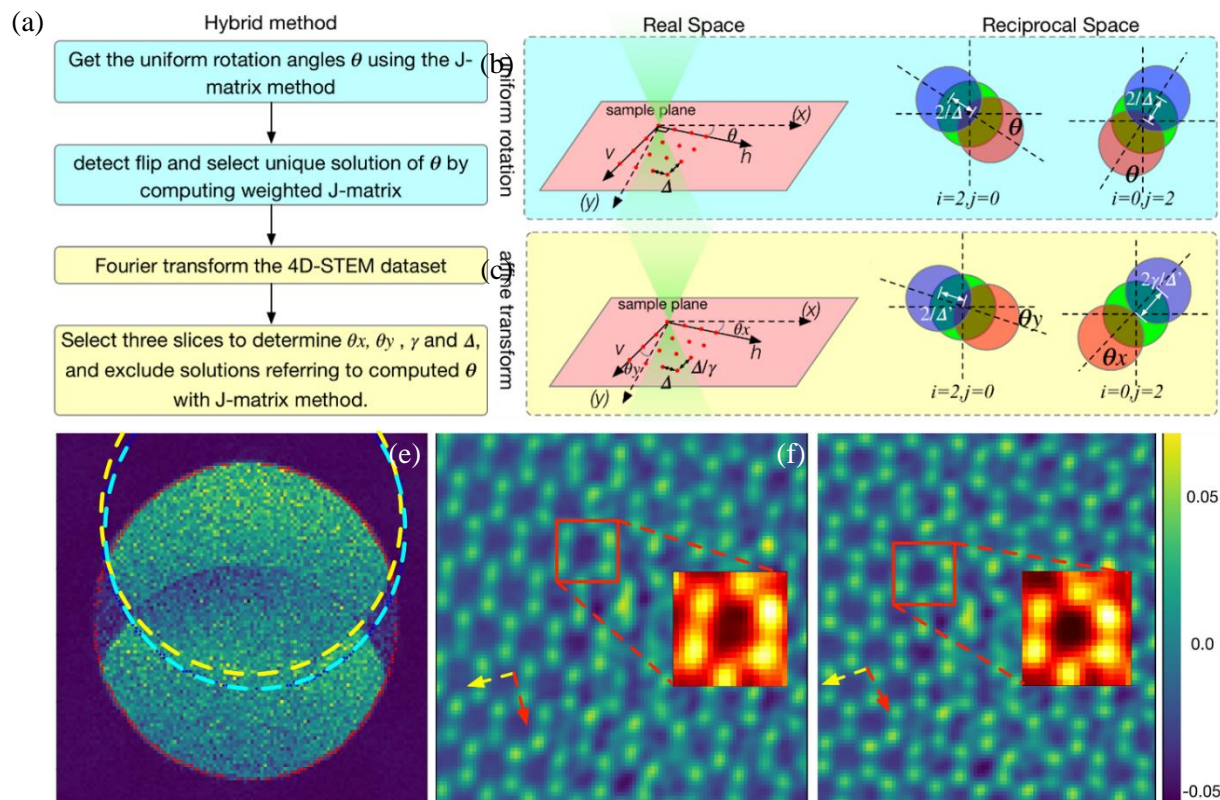 (a)
Hybrid method
Get the uniform rotation angles θ using the J-
matrix method
detect flip and select unique solution of θ by
computing weighted J-matrix
Fourier transform the 4D-STEM dataset
Select three slices to determine θx, θy , γ and Δ,
and exclude solutions referring to computed θ
with J-matrix method.
Real Space
Reciprocal Space
(b)
uniform rotation
sample plane
(x)
θ
v
h
Δ
(y)
2/Δ
θ
i=2,j=0
2/Δ
θ
i=0,j=2
(c)
affine transform
sample plane
(x)
θx
v
h
θy
Δ/γ
Δ
(y)
2/Δ'
θy
i=2,j=0
2γ/Δ'
θx
i=0,j=2
(e)
(f)
0.05
0.0
-0.05